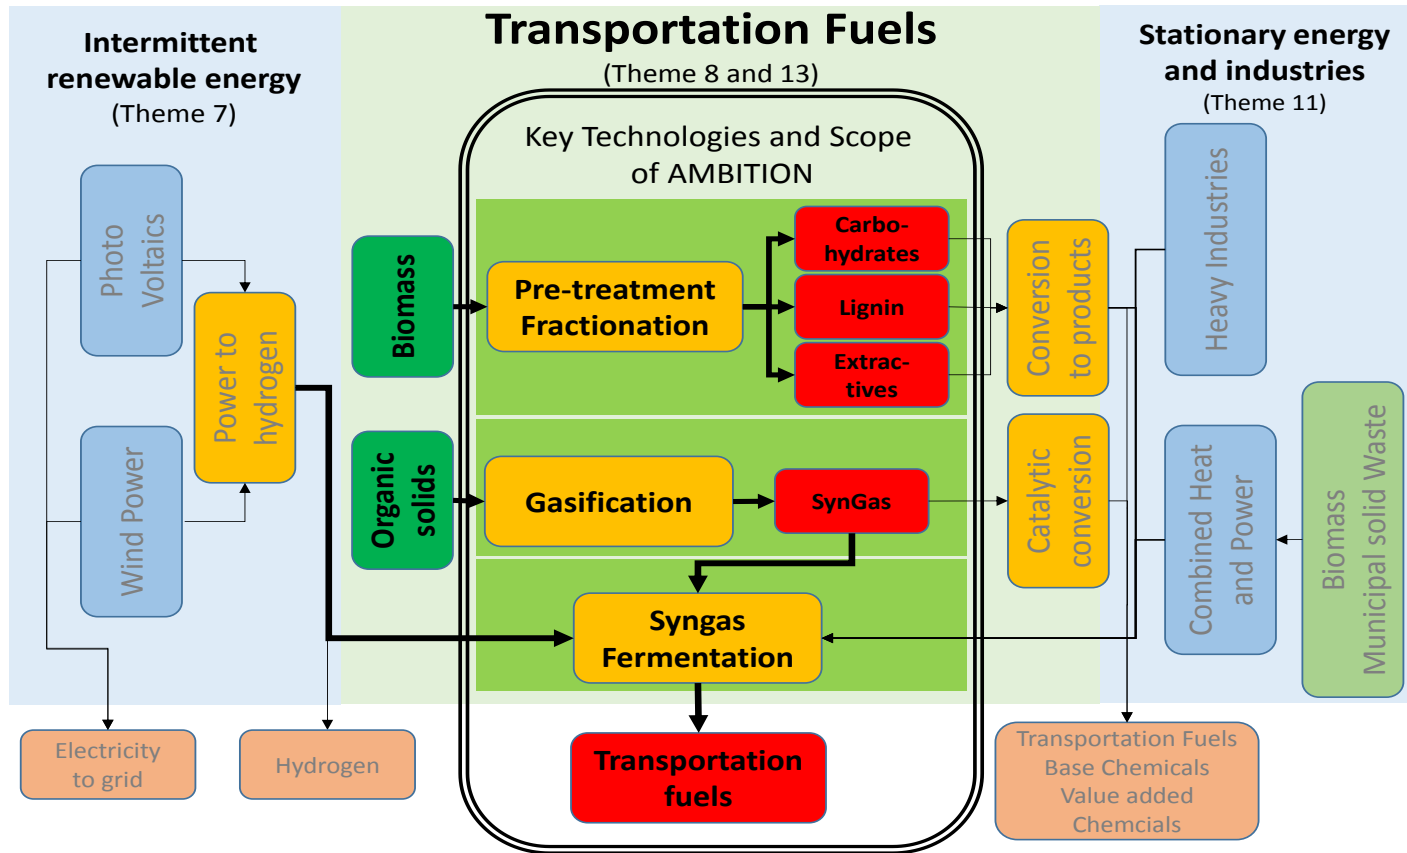 Intermittent
renewable energy
(Theme 7)
Transportation Fuels
(Theme 8 and 13)
Stationary energy
and industries
(Theme 11)
Key Technologies and Scope
of AMBITION
Photo
Voltaics
Power to
hydrogen
Wind Power
Biomass
Organic
solids
Pre-treatment
Fractionation
Carbo-
hydrates
Lignin
Extrac-
tives
Gasification
SynGas
Syngas
Fermentation
Transportation
fuels
Conversion
to products
Catalytic
conversion
Heavy Industries
Combined Heat
and Power
Biomass
Municipal solid Waste
Electricity
to grid
Hydrogen
Transportation Fuels
Base Chemicals
Value added
Chemcials